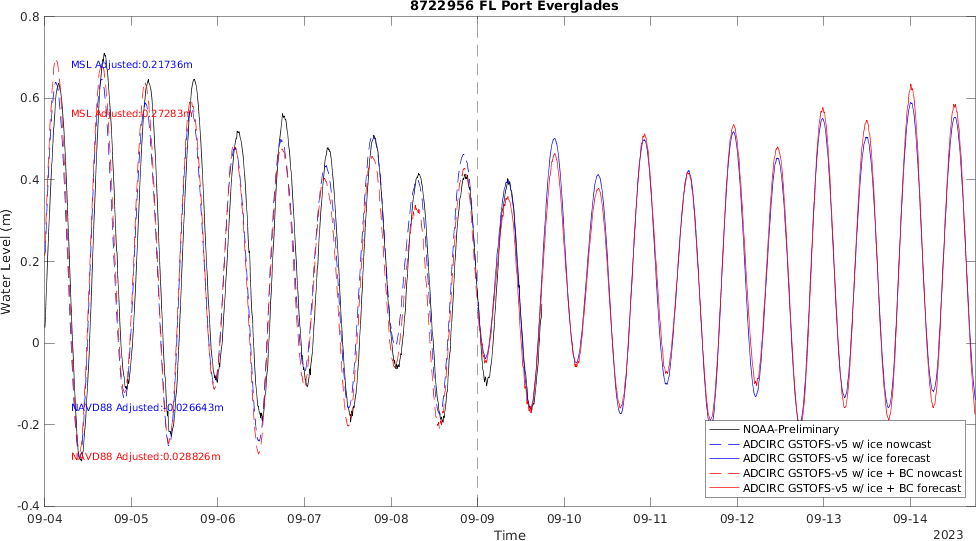 8722956 FL Port Everglades
0.8
MSL Adjusted:0.21736m
0.6
MSL Adjusted:0.27283m
0.4
0.2
Water Level (m)
0
NAVD88 Adjusted:-0.026643m
-0.2
NAVD88 Adjusted:0.028826m
-0.4
NOAA-Preliminary
ADCIRC GSTOFS-v5 w/ ice nowcast
ADCIRC GSTOFS-v5 w/ ice forecast
ADCIRC GSTOFS-v5 w/ ice + BC nowcast
ADCIRC GSTOFS-v5 w/ ice + BC forecast
09-04 09-05 09-06 09-07 09-08 09-09 09-10 09-11 09-12 09-13 09-14
Time
2023